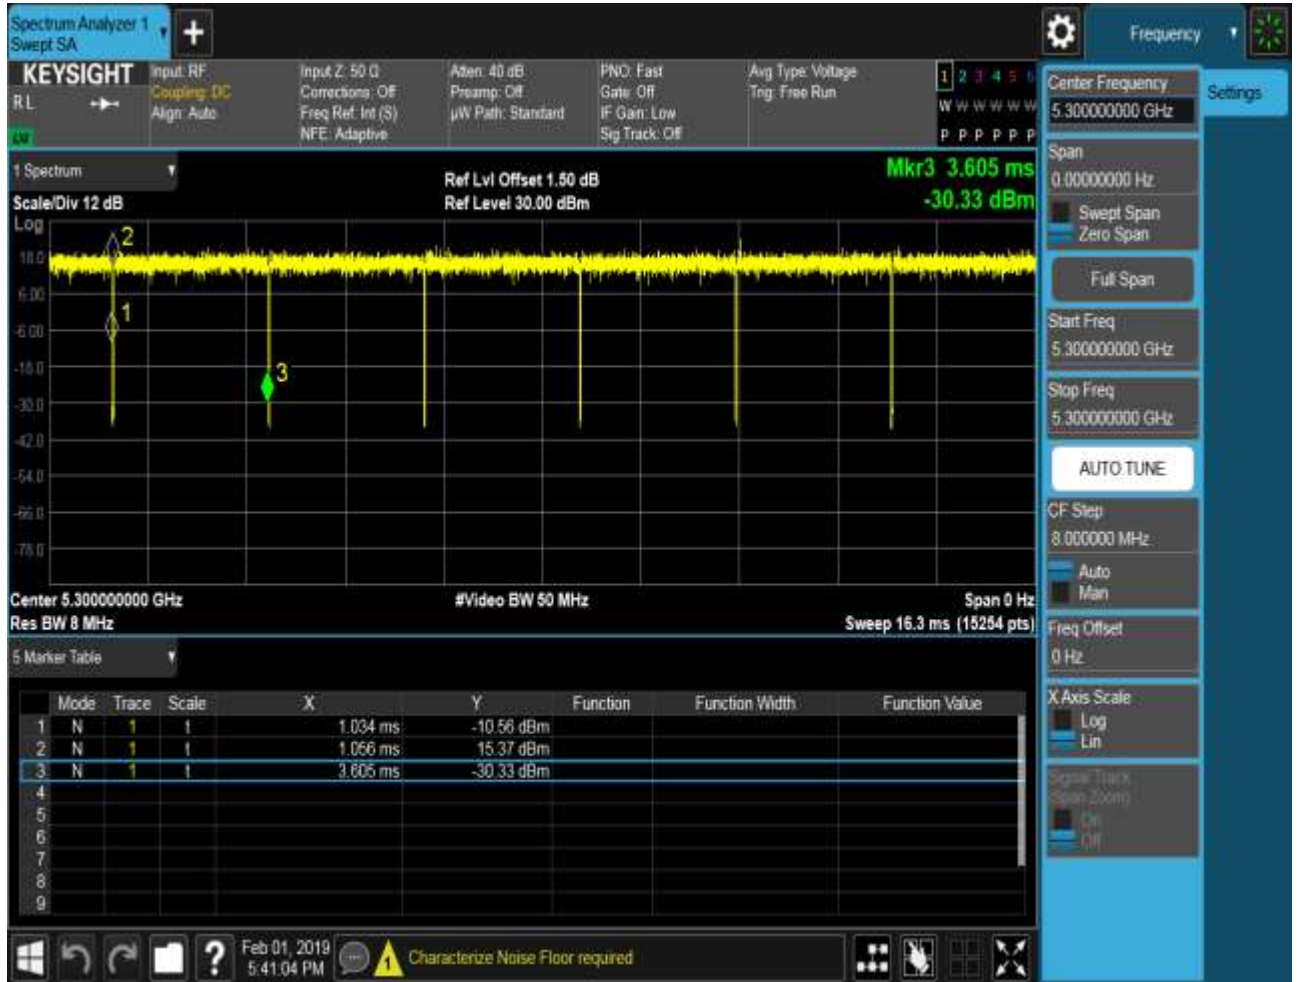 Spectrum Analyzer 1
Swept SA
+
Frequency
KEYSIGHT
R L
Input: RF
Coupling: DC
Align: Auto
Input Z: 50 Ω
Corrections: Off
Freq Ref: Int (S)
NFE: Adaptive
Atten: 40 dB
Preamp: Off
µW Path: Standard
PNO: Fast
Gate: Off
IF Gain: Low
Sig Track: Off
Avg Type: Voltage
Trig: Free Run
1 2 3 4 5 6
W W W W W W
P P P P P P
1 Spectrum
Scale/Div 12 dB
Log
Ref Lvl Offset 1.50 dB
Ref Level 30.00 dBm
Mkr3 3.605 ms
-30.33 dBm
18.0
6.00
-6.00
-18.0
-30.0
-42.0
-54.0
-66.0
-78.0
2
1
3
Center 5.300000000 GHz
Res BW 8 MHz
#Video BW 50 MHz
Span 0 Hz
Sweep 16.3 ms (15254 pts)
5 Marker Table
Mode Trace Scale X Y Function Function Width Function Value
1 N 1 t 1.034 ms -10.56 dBm
2 N 1 t 1.056 ms 15.37 dBm
3 N 1 t 3.605 ms -30.33 dBm
4
5
6
7
8
9
Center Frequency
5.300000000 GHz
Settings
Span
0.00000000 Hz
Swept Span
Zero Span
Full Span
Start Freq
5.300000000 GHz
Stop Freq
5.300000000 GHz
AUTO TUNE
CF Step
8.000000 MHz
Auto
Man
Freq Offset
0 Hz
X Axis Scale
Log
Lin
Signal Track
(Span Zoom)
On
Off
?
Feb 01, 2019
5:41:04 PM
1
Characterize Noise Floor required